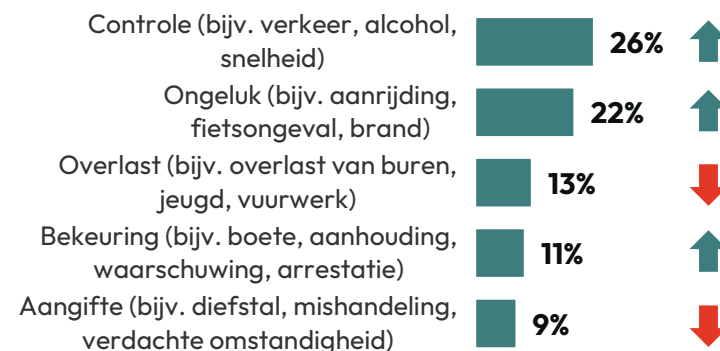 Controle (bijv. verkeer, alcohol,
snelheid)
26%
Ongeluk (bijv. aanrijding,
fietsongeval, brand)
22%
Overlast (bijv. overlast van buren,
jeugd, vuurwerk)
13%
Bekeuring (bijv. boete, aanhouding,
waarschuwing, arrestatie)
11%
Aangifte (bijv. diefstal, mishandeling,
verdachte omstandigheid)
9%